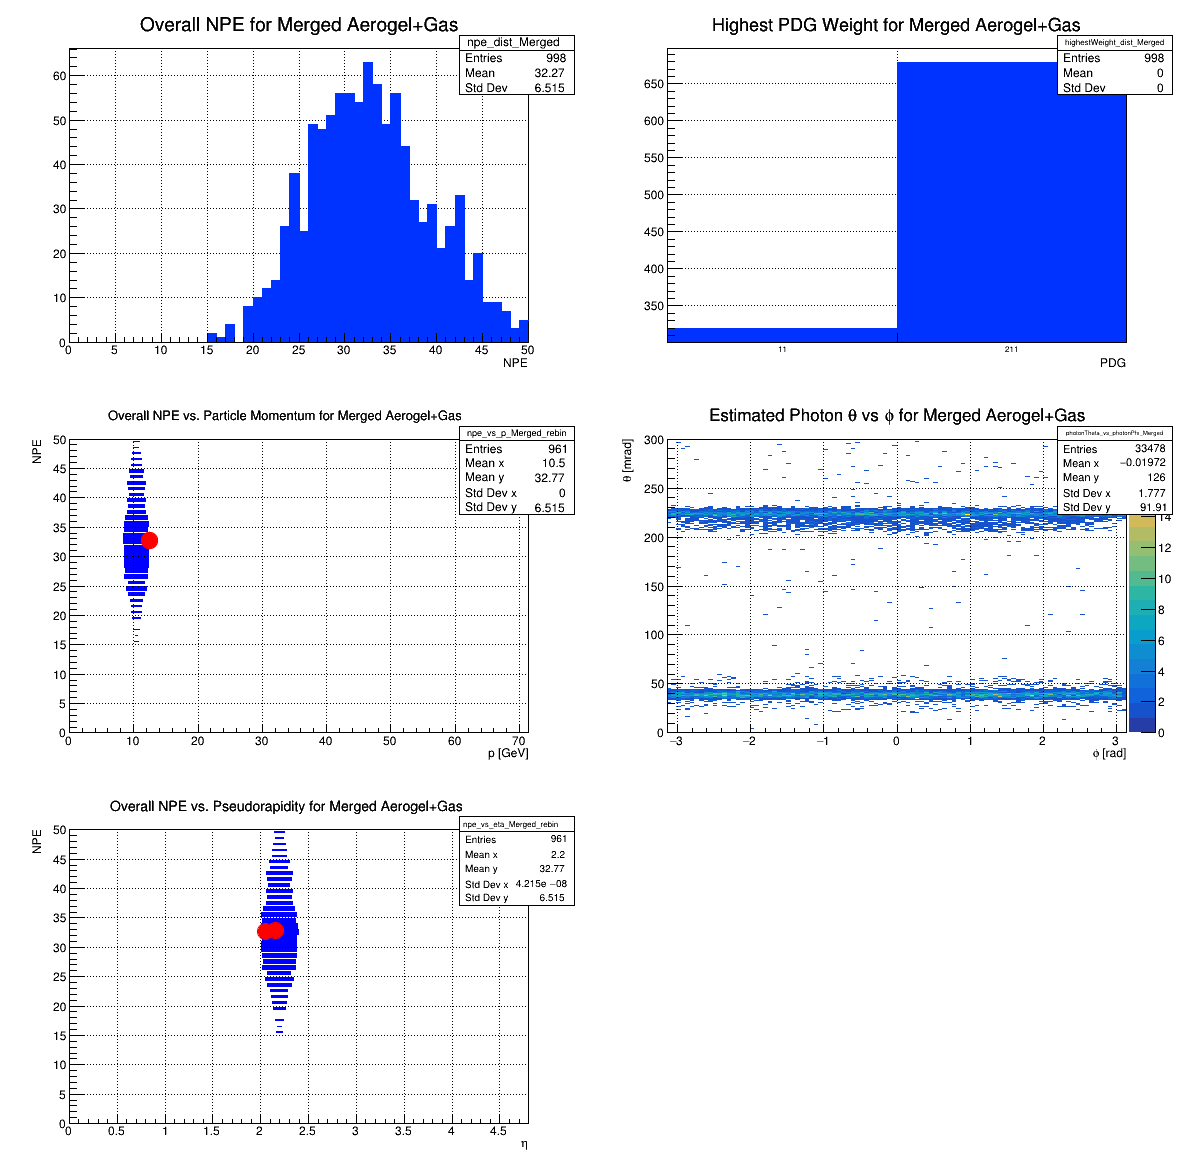 Overall NPE for Merged Aerogel+Gas
npe_dist_Merged
Entries 998
Mean 32.27
Std Dev 6.515
60
50
40
30
20
10
0
0 5 10 15 20 25 30 35 40 45 50
NPE
Highest PDG Weight for Merged Aerogel+Gas
highestWeight_dist_Merged
Entries 998
Mean 0
Std Dev 0
650
600
550
500
450
400
350
11 211
PDG
Overall NPE vs. Particle Momentum for Merged Aerogel+Gas
npe_vs_p_Merged_rebin
Entries 961
Mean x 10.5
Mean y 32.77
Std Dev x 0
Std Dev y 6.515
NPE
50
45
40
35
30
25
20
15
10
5
0
0 10 20 30 40 50 60 70
p [GeV]
Estimated Photon θ vs ϕ for Merged Aerogel+Gas
photonTheta_vs_photonPhi_Merged
Entries 33478
Mean x −0.01972
Mean y 126
Std Dev x 1.777
Std Dev y 91.91
θ [mrad]
300
250
200
150
100
50
0
−3 −2 −1 0 1 2 3
ϕ [rad]
14
12
10
8
6
4
2
0
Overall NPE vs. Pseudorapidity for Merged Aerogel+Gas
npe_vs_eta_Merged_rebin
Entries 961
Mean x 2.2
Mean y 32.77
Std Dev x 4.215e −08
Std Dev y 6.515
NPE
50
45
40
35
30
25
20
15
10
5
0
0 0.5 1 1.5 2 2.5 3 3.5 4 4.5
η